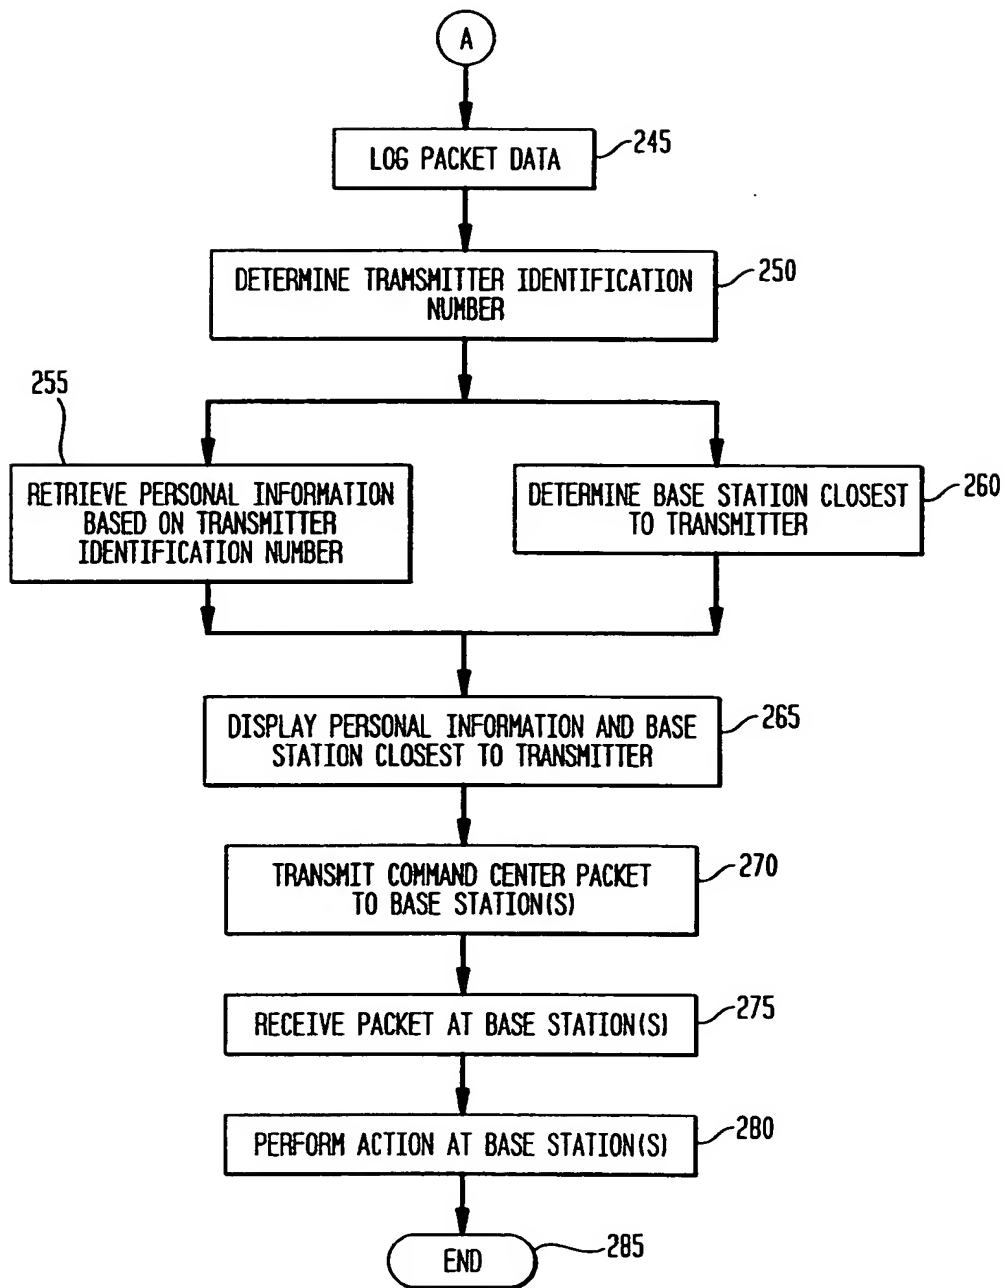 A
LOG PACKET DATA
245
DETERMINE TRAMSMITTER IDENTIFICATION
NUMBER
250
255
RETRIEVE PERSONAL INFORMATION
BASED ON TRANSMITTER
IDENTIFICATION NUMBER
DETERMINE BASE STATION CLOSEST
TO TRANSMITTER
260
DISPLAY PERSONAL INFORMATION AND BASE
STATION CLOSEST TO TRANSMITTER
265
TRANSMIT COMMAND CENTER PACKET
TO BASE STATION(S)
270
RECEIVE PACKET AT BASE STATION(S)
275
PERFORM ACTION AT BASE STATION(S)
280
END
285